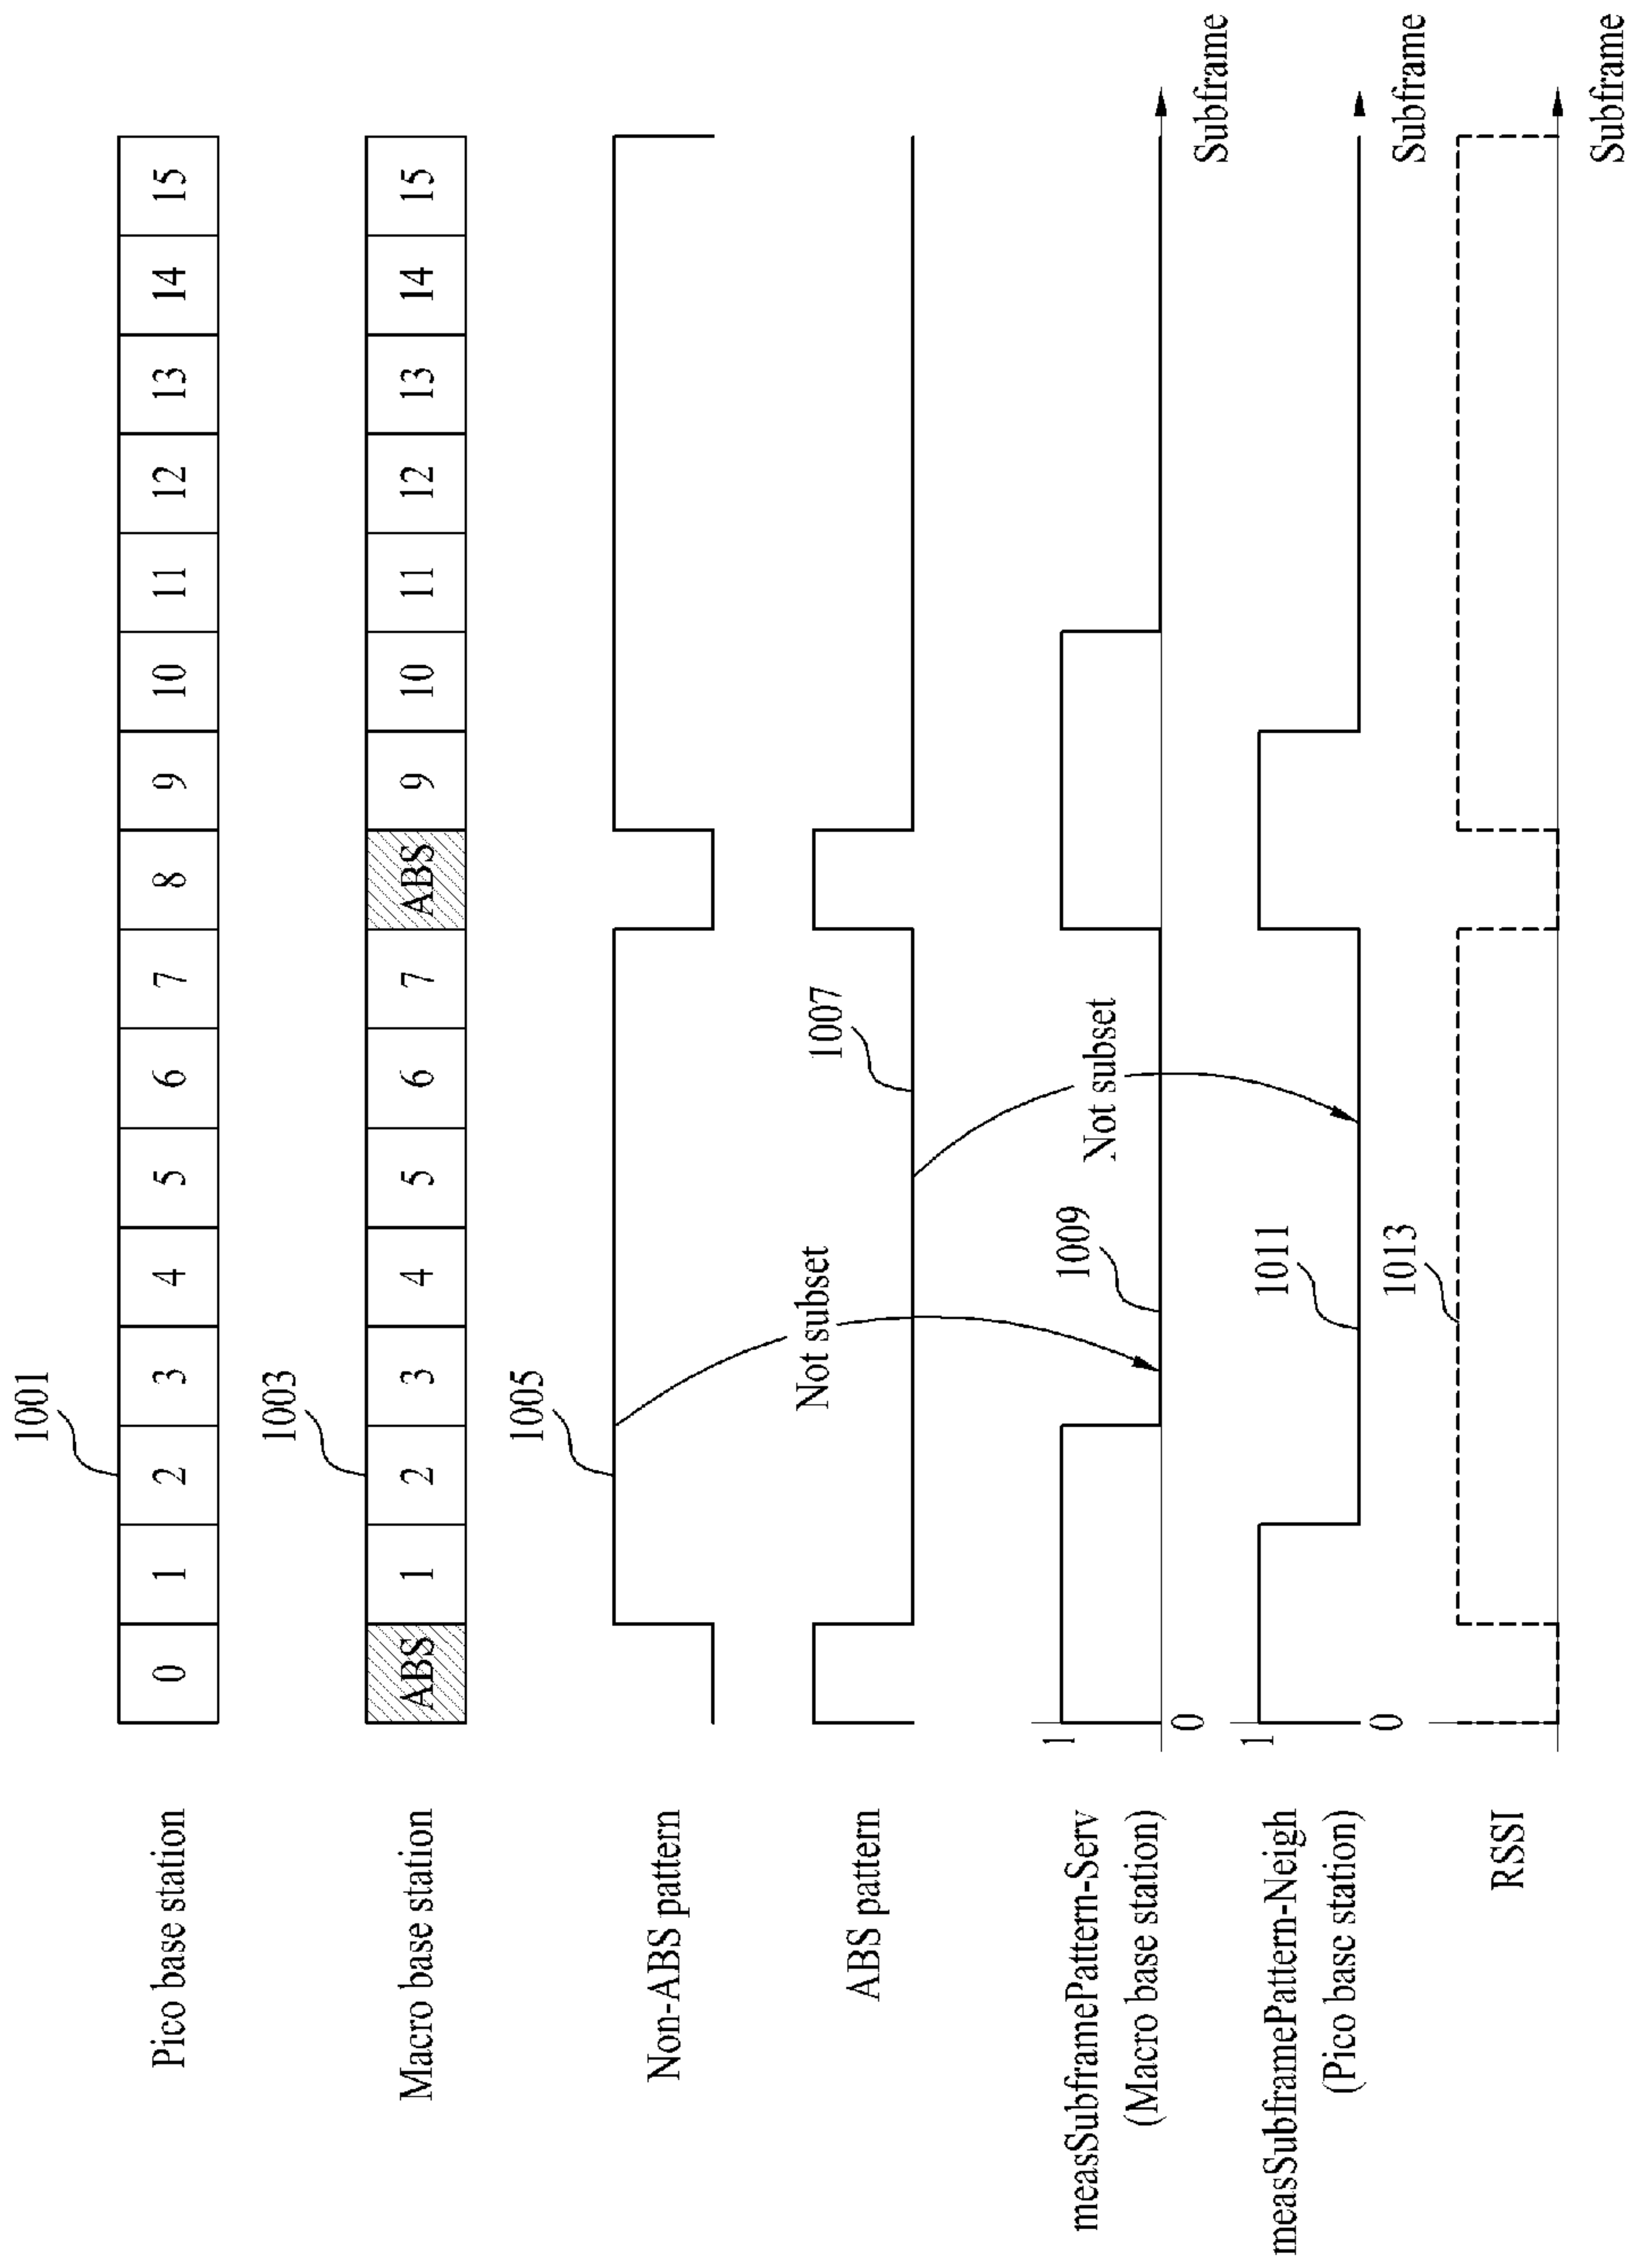 1001
Pico base station
0 1 2 3 4 5 6 7 8 9 10 11 12 13 14 15
1003
Macro base station
ABS 1 2 3 4 5 6 7 ABS 9 10 11 12 13 14 15
1005
Non-ABS pattern
Not subset
1007
ABS pattern
Not subset
1009
measSubframePattern-Serv
(Macro base station)
1
0
Subframe
1011
measSubframePattern-Neigh
(Pico base station)
1
0
Subframe
1013
RSSI
Subframe